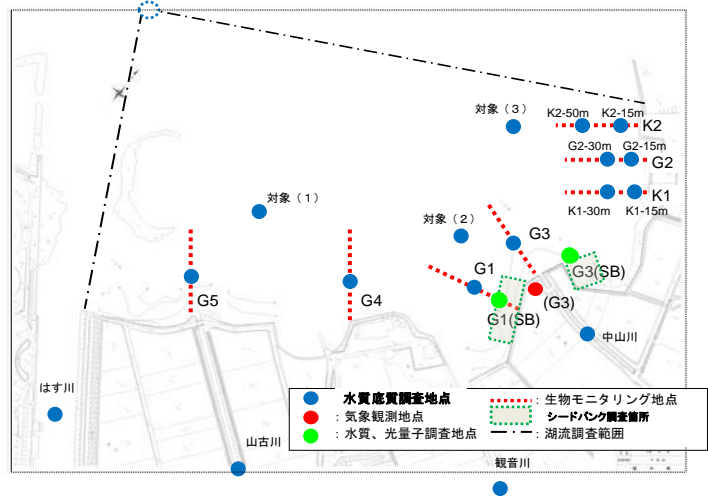 対象（３）
K2-50m
K2-15m
K2
G2-30m
G2-15m
G2
K1
K1-30m
K1-15m
対象（１）
対象（２）
G3
G1
G3(SB)
(G3)
G1(SB)
G5
G4
中山川
はす川
山古川
観音川
水質底質調査地点
：気象観測地点
：水質、光量子調査地点
：生物モニタリング地点
シードバンク調査箇所
：湖流調査範囲